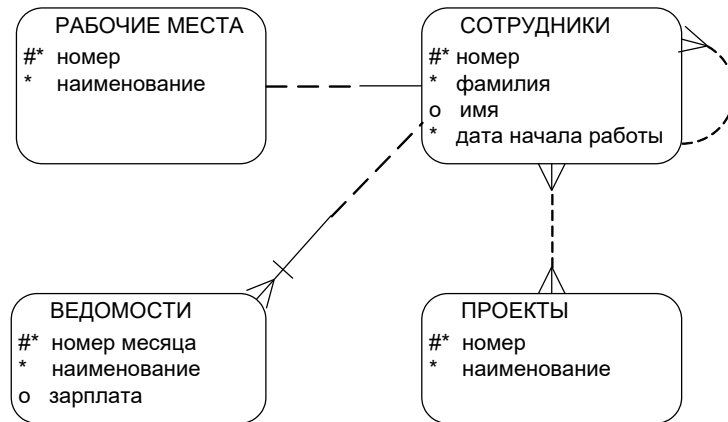 РАБОЧИЕ МЕСТА
#* номер
* наименование
СОТРУДНИКИ
#* номер
* фамилия
о имя
* дата начала работы
ВЕДОМОСТИ
#* номер месяца
* наименование
о зарплата
ПРОЕКТЫ
#* номер
* наименование